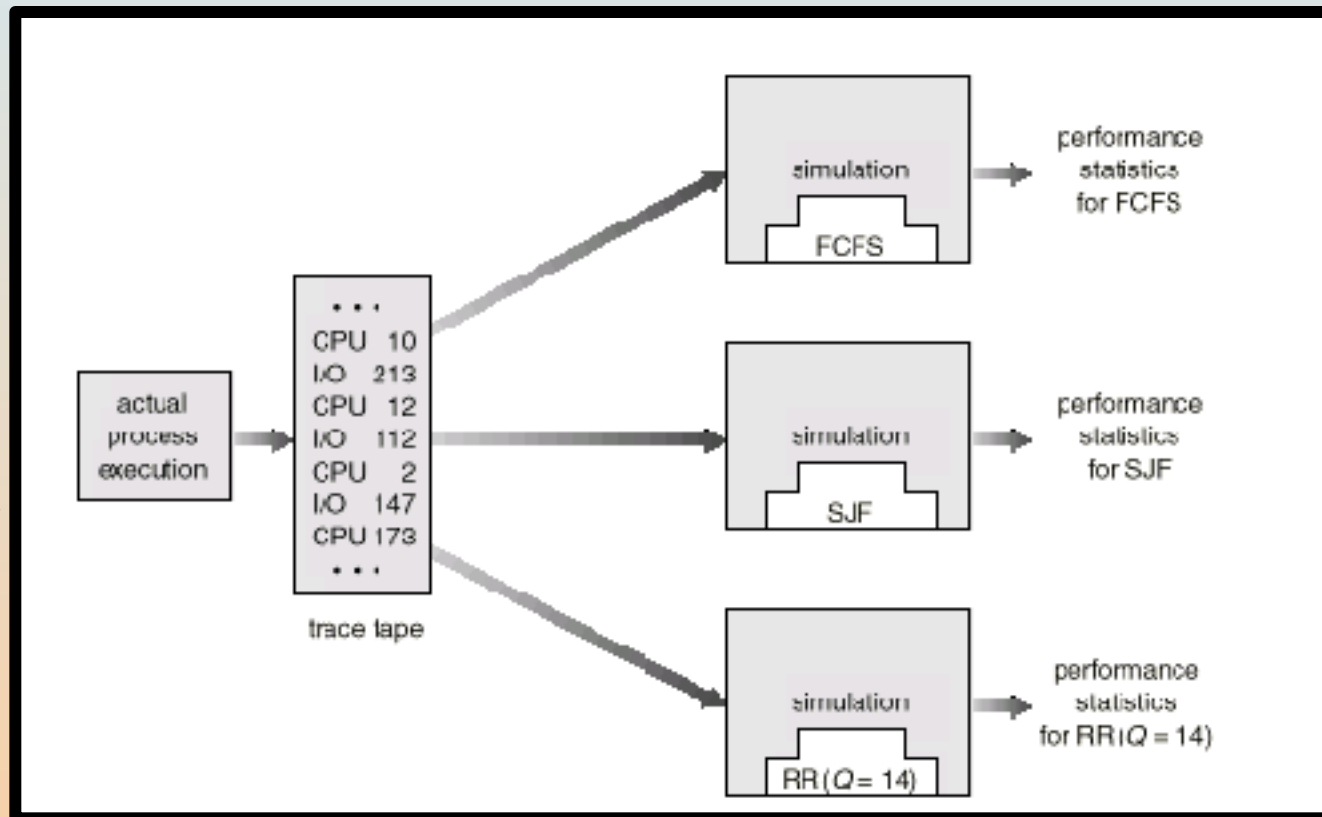 actual
process
execution
• • •
CPU 10
I/O 213
CPU 12
I/O 112
CPU 2
I/O 147
CPU 173
• • •
trace tape
simulation
FCFS
performance
statistics
for FCFS
simulation
SJF
performance
statistics
for SJF
simulation
RR (Q = 14)
performance
statistics
for RR (Q = 14)